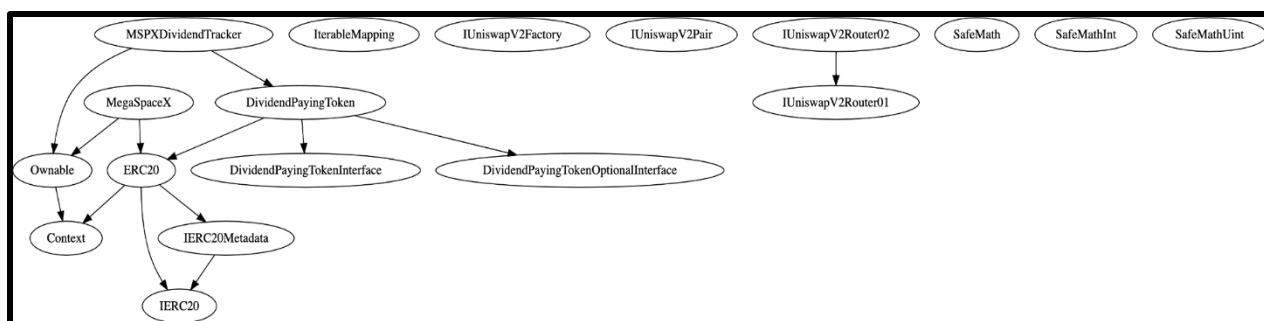 MSPXDividendTracker
IterableMapping
IUniswapV2Factory
IUniswapV2Pair
IUniswapV2Router02
SafeMath
SafeMathInt
SafeMathUint
MegaSpaceX
DividendPayingToken
IUniswapV2Router01
Ownable
ERC20
DividendPayingTokenInterface
DividendPayingTokenOptionalInterface
Context
IERC20Metadata
IERC20